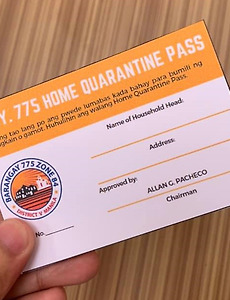 Y. 775 HOME QUARANTINE PASS
ng tao lang po ang pwede lumabas kada bahay para bumili ng
gkain o gamot. Huhulihin ang walang Home Quarantine Pass.
Name of Household Head:
Address:
Approved by:
ALLAN G. PACHECO
Chairman
BARANGAY 775 ZONE 84
DISTRICT V MANILA
No.